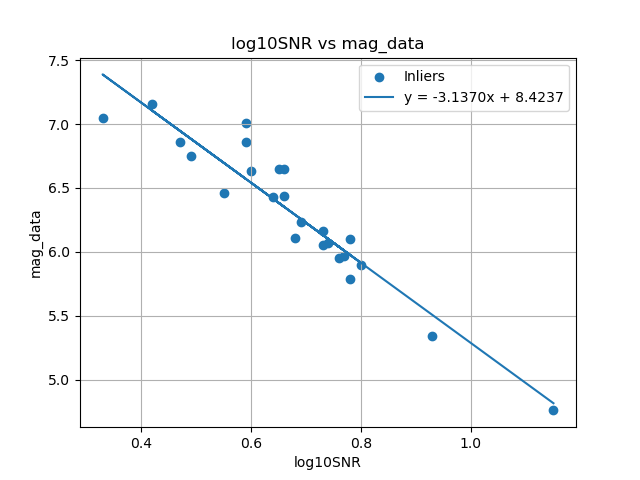 log10SNR vs mag_data
Inliers
y = -3.1370x + 8.4237
7.5
7.0
6.5
6.0
5.5
5.0
mag_data
0.4 0.6 0.8 1.0
log10SNR